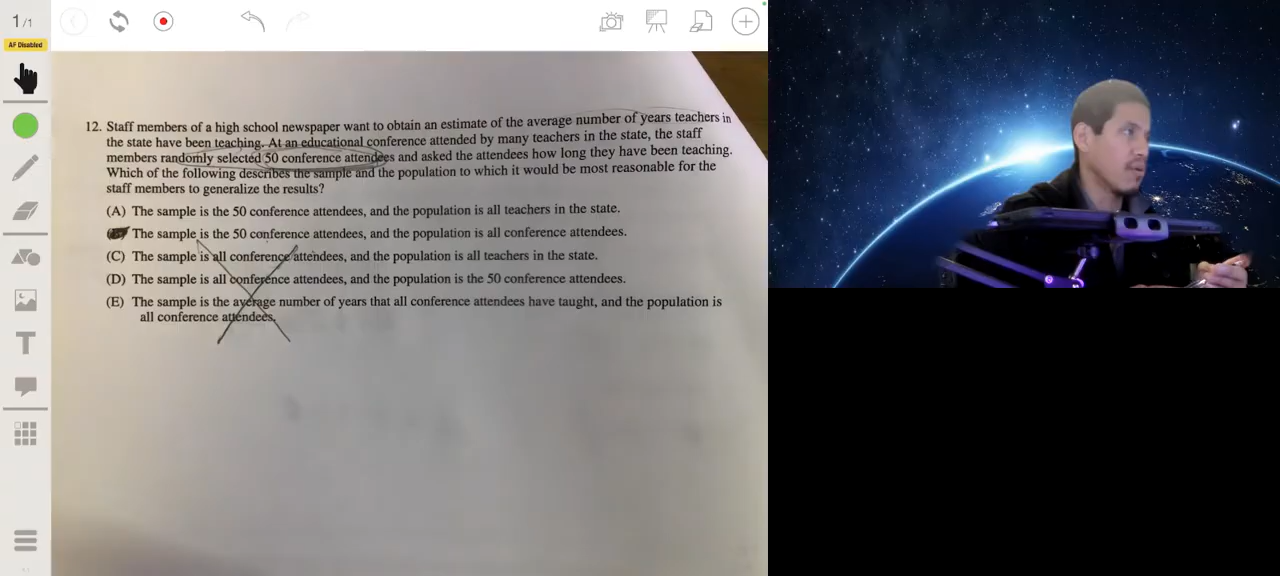 1/1
AF Disabled
12. Staff members of a high school newspaper want to obtain an estimate of the average number of years teachers in
the state have been teaching. At an educational conference attended by many teachers in the state, the staff
members randomly selected 50 conference attendees and asked the attendees how long they have been teaching.
Which of the following describes the sample and the population to which it would be most reasonable for the
staff members to generalize the results?
(A) The sample is the 50 conference attendees, and the population is all teachers in the state.
The sample is the 50 conference attendees, and the population is all conference attendees.
(C) The sample is all conference attendees, and the population is all teachers in the state.
(D) The sample is all conference attendees, and the population is the 50 conference attendees.
(E) The sample is the average number of years that all conference attendees have taught, and the population is
all conference attendees.
T